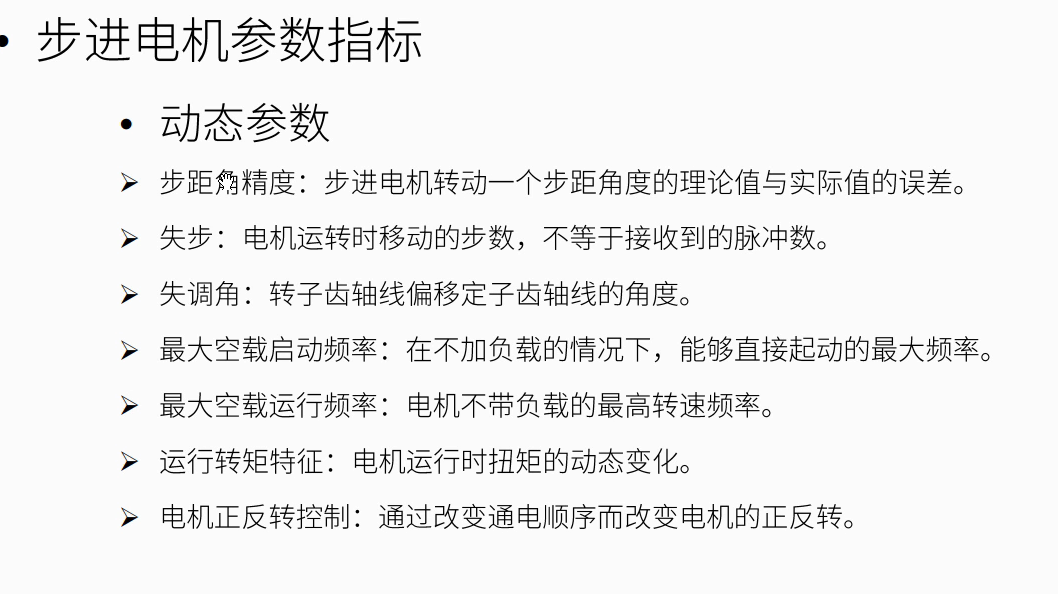 • 步进电机参数指标
• 动态参数
➢ 步距角精度：步进电机转动一个步距角度的理论值与实际值的误差。
➢ 失步：电机运转时移动的步数，不等于接收到的脉冲数。
➢ 失调角：转子齿轴线偏移定子齿轴线的角度。
➢ 最大空载启动频率：在不加负载的情况下，能够直接起动的最大频率。
➢ 最大空载运行频率：电机不带负载的最高转速频率。
➢ 运行转矩特征：电机运行时扭矩的动态变化。
➢ 电机正反转控制：通过改变通电顺序而改变电机的正反转。